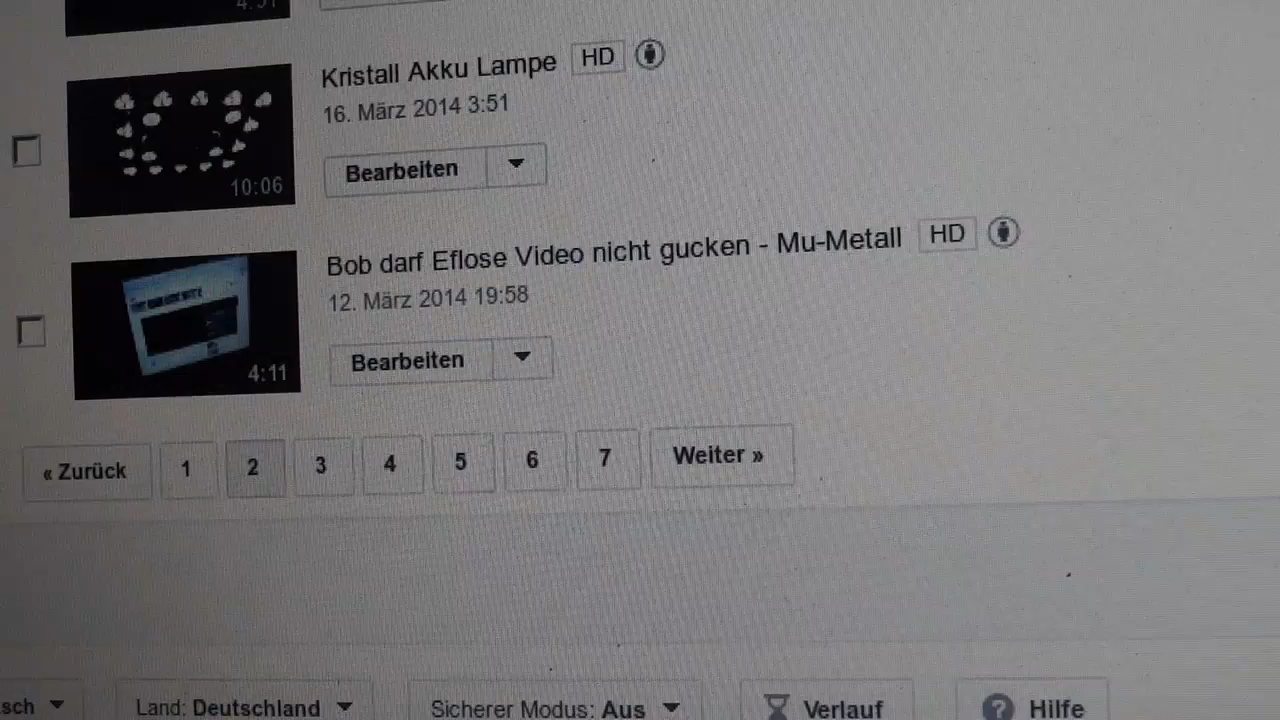 Kristall Akku Lampe HD
16. März 2014 3:51
10:06
Bearbeiten
Bob darf Eflose Video nicht gucken - Mu-Metall HD
12. März 2014 19:58
4:11
Bearbeiten
« Zurück 1 2 3 4 5 6 7 Weiter »
sch Land: Deutschland Sicherer Modus: Aus Verlauf ? Hilfe